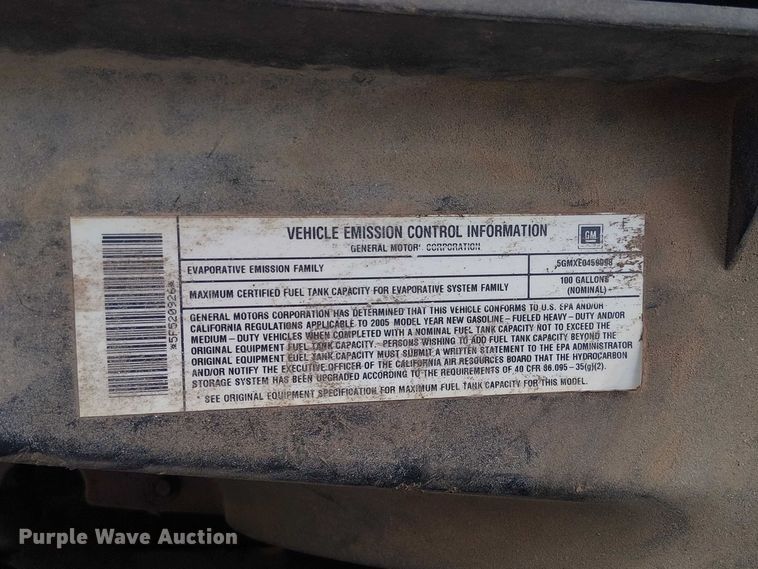 VEHICLE EMISSION CONTROL INFORMATION
GENERAL MOTORS CORPORATION
GM
EVAPORATIVE EMISSION FAMILY
MAXIMUM CERTIFIED FUEL TANK CAPACITY FOR EVAPORATIVE SYSTEM FAMILY
100 GALLONS
(NOMINAL)
GENERAL MOTORS CORPORATION HAS DETERMINED THAT THIS VEHICLE CONFORMS TO U.S. EPA AND/OR
CALIFORNIA REGULATIONS APPLICABLE TO 2005 MODEL YEAR NEW GASOLINE - FUELED HEAVY - DUTY AND/OR
MEDIUM - DUTY VEHICLES WHEN COMPLETED WITH A NOMINAL FUEL TANK CAPACITY NOT TO EXCEED THE
ORIGINAL EQUIPMENT FUEL TANK CAPACITY. PERSONS WISHING TO ADD FUEL TANK CAPACITY BEYOND THE
ORIGINAL EQUIPMENT FUEL TANK CAPACITY MUST SUBMIT A WRITTEN STATEMENT TO THE EPA ADMINISTRATOR
AND/OR NOTIFY THE EXECUTIVE OFFICER OF THE CALIFORNIA AIR RESOURCES BOARD THAT THE HYDROCARBON
STORAGE SYSTEM HAS BEEN UPGRADED ACCORDING TO THE REQUIREMENTS OF 40 CFR 86.095 - 35(g)(2).
* SEE ORIGINAL EQUIPMENT SPECIFICATION FOR MAXIMUM FUEL TANK CAPACITY FOR THIS MODEL.
*5F520926*
Purple Wave Auction